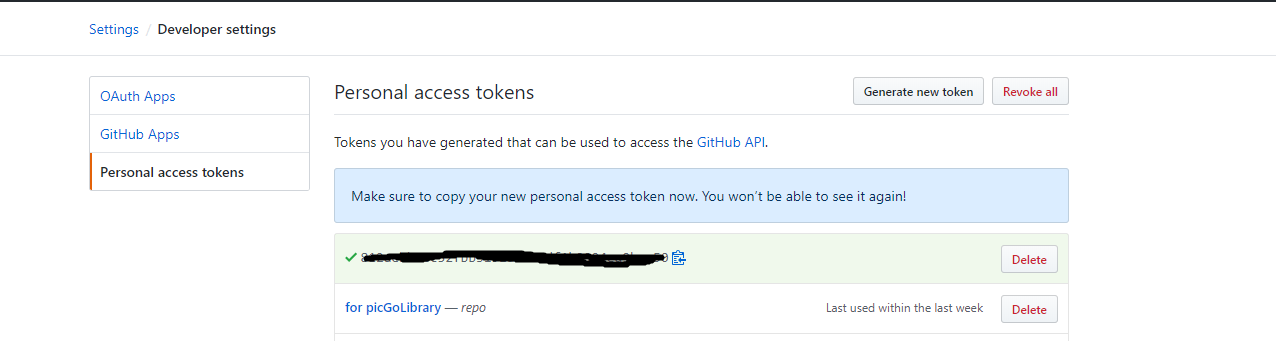 Settings / Developer settings
OAuth Apps
GitHub Apps
Personal access tokens
Personal access tokens
Generate new token
Revoke all
Tokens you have generated that can be used to access the GitHub API.
Make sure to copy your new personal access token now. You won't be able to see it again!
Delete
for picGoLibrary — repo
Last used within the last week
Delete